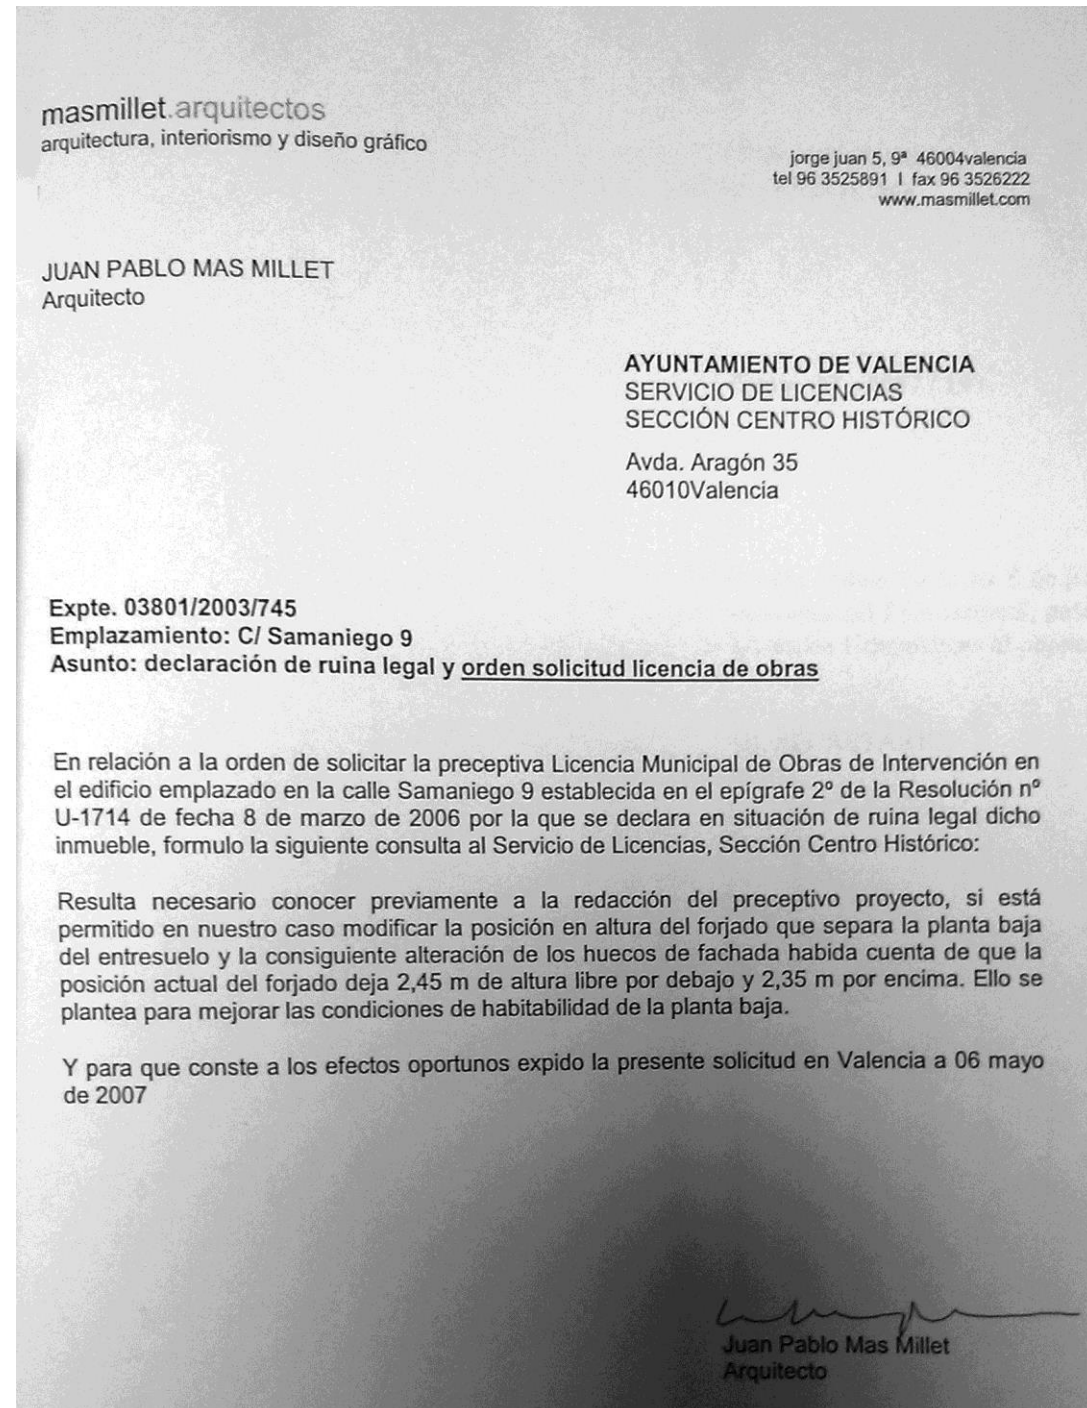 masmillet.arquitectos
arquitectura, interiorismo y diseño gráfico
jorge juan 5, 9ª 46004valencia
tel 96 3525891 | fax 96 3526222
www.masmillet.com
JUAN PABLO MAS MILLET
Arquitecto
AYUNTAMIENTO DE VALENCIA
SERVICIO DE LICENCIAS
SECCIÓN CENTRO HISTÓRICO
Avda. Aragón 35
46010Valencia
Expte. 03801/2003/745
Emplazamiento: C/ Samaniego 9
Asunto: declaración de ruina legal y orden solicitud licencia de obras
En relación a la orden de solicitar la preceptiva Licencia Municipal de Obras de Intervención en
el edificio emplazado en la calle Samaniego 9 establecida en el epígrafe 2º de la Resolución nº
U-1714 de fecha 8 de marzo de 2006 por la que se declara en situación de ruina legal dicho
inmueble, formulo la siguiente consulta al Servicio de Licencias, Sección Centro Histórico:
Resulta necesario conocer previamente a la redacción del preceptivo proyecto, si está
permitido en nuestro caso modificar la posición en altura del forjado que separa la planta baja
del entresuelo y la consiguiente alteración de los huecos de fachada habida cuenta de que la
posición actual del forjado deja 2,45 m de altura libre por debajo y 2,35 m por encima. Ello se
plantea para mejorar las condiciones de habitabilidad de la planta baja.
Y para que conste a los efectos oportunos expido la presente solicitud en Valencia a 06 mayo
de 2007
Juan Pablo Mas Millet
Arquitecto